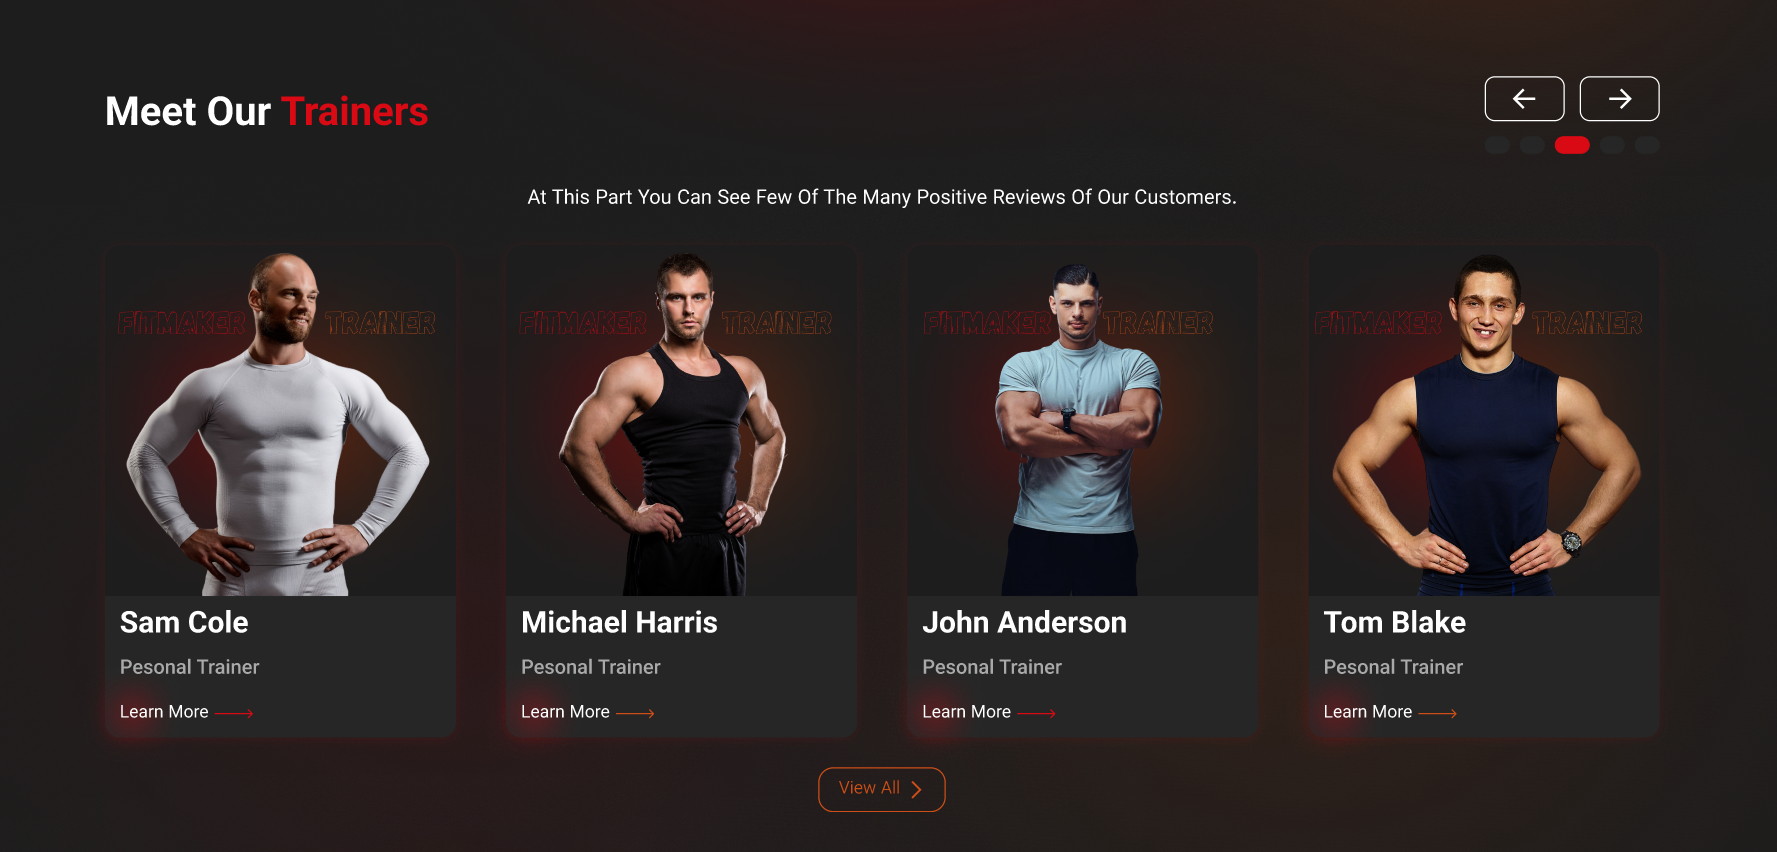 Meet Our Trainers
At This Part You Can See Few Of The Many Positive Reviews Of Our Customers.
FITMAKER TRAINER
FITMAKER TRAINER
FITMAKER TRAINER
FITMAKER TRAINER
Sam Cole
Pesonal Trainer
Learn More
Michael Harris
Pesonal Trainer
Learn More
John Anderson
Pesonal Trainer
Learn More
Tom Blake
Pesonal Trainer
Learn More
View All